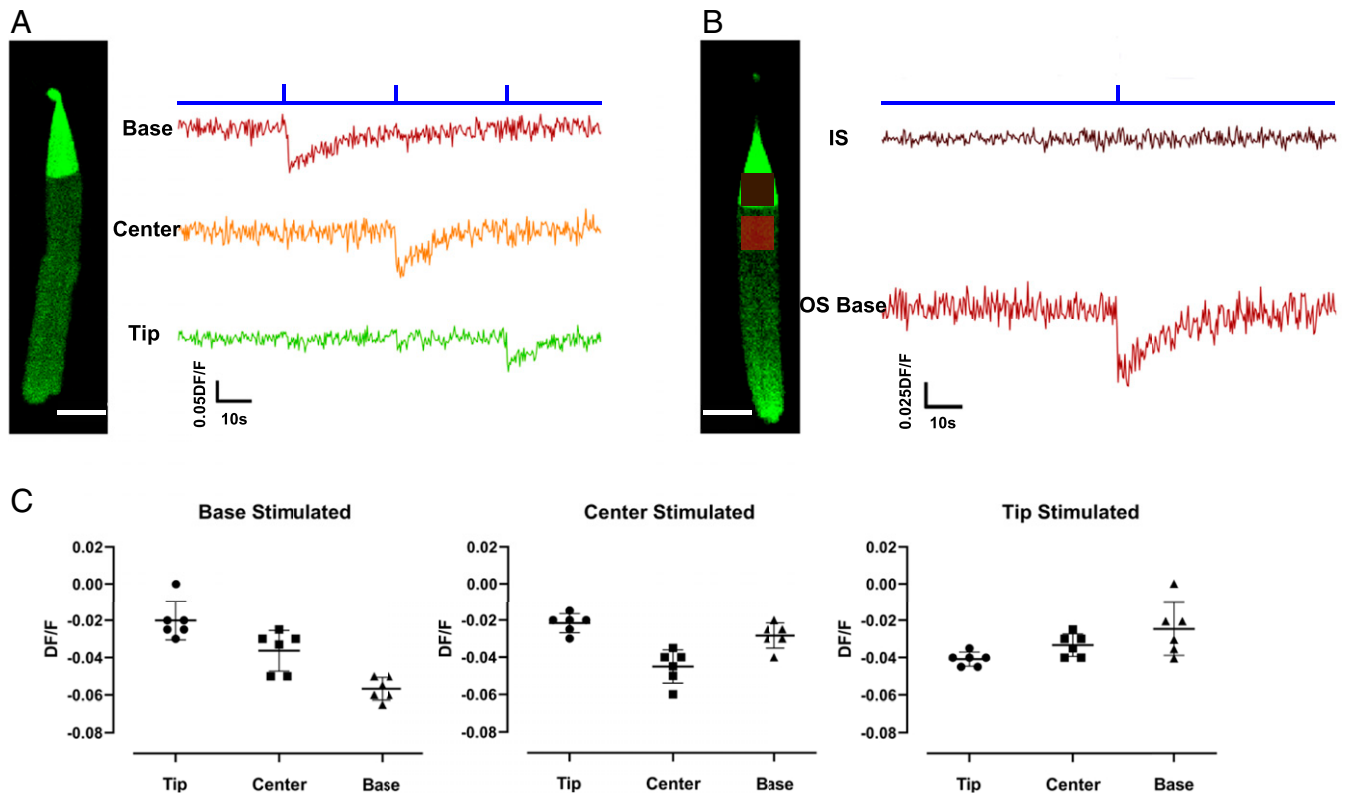 A
Base
Center
Tip
0.05DF/F
10s
B
IS
OS Base
0.025DF/F
10s
C
Base Stimulated
DF/F
0.02
0.00
-0.02
-0.04
-0.06
-0.08
Tip Center Base
Center Stimulated
DF/F
0.02
0.00
-0.02
-0.04
-0.06
-0.08
Tip Center Base
Tip Stimulated
DF/F
0.02
0.00
-0.02
-0.04
-0.06
-0.08
Tip Center Base